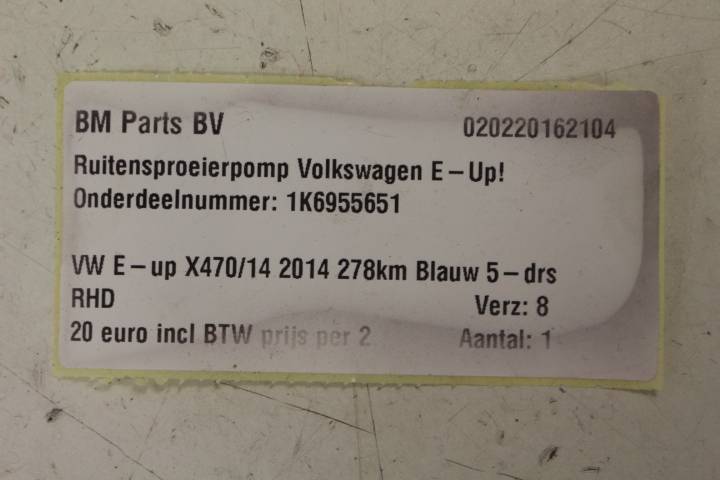 BM Parts BV 020220162104
Ruitensproeierpomp Volkswagen E-Up!
Onderdeelnummer: 1K6955651
VW E-up X470/14 2014 278km Blauw 5-drs
RHD Verz: 8
20 euro incl BTW prijs per 2 Aantal: 1